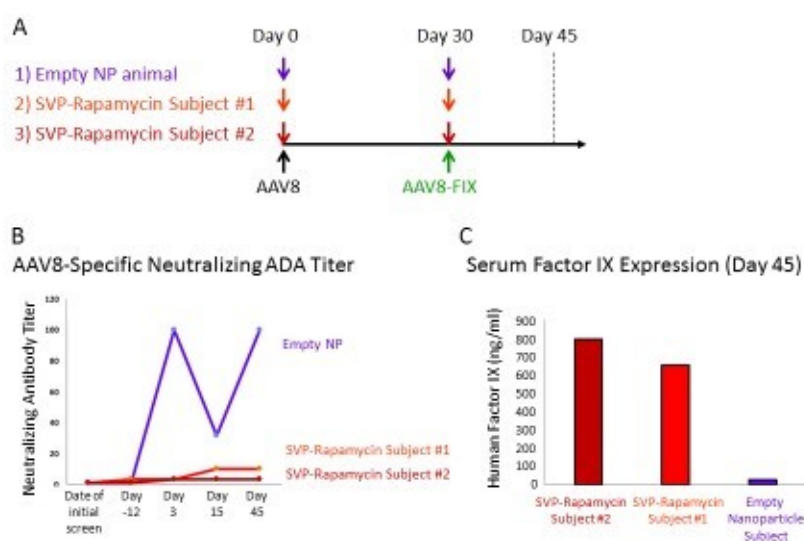 A
Day 0
Day 30
Day 45
1) Empty NP animal
2) SVP-Rapamycin Subject #1
3) SVP-Rapamycin Subject #2
AAV8
AAV8-FIX
B
AAV8-Specific Neutralizing ADA Titer
Neutralizing Antibody Titer
120
100
80
60
40
20
0
Date of
initial
screen
Day
-12
Day
3
Day
15
Day
45
Empty NP
SVP-Rapamycin Subject #1
SVP-Rapamycin Subject #2
C
Serum Factor IX Expression (Day 45)
Human Factor IX (ng/ml)
900
800
700
600
500
400
300
200
100
0
SVP-Rapamycin
Subject #2
SVP-Rapamycin
Subject #1
Empty
Nanoparticle
Subject